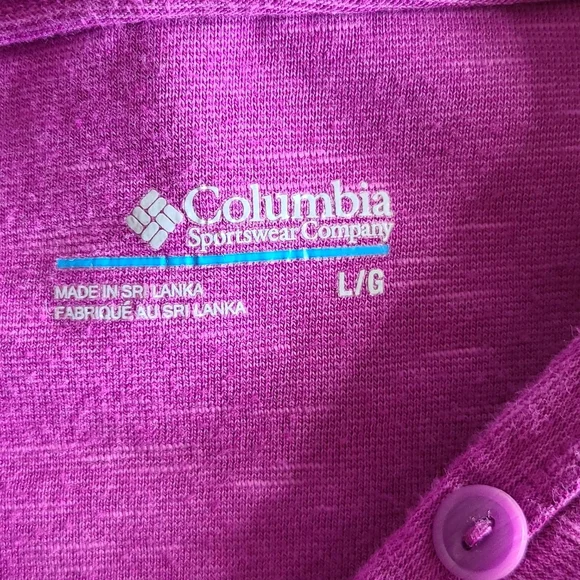 Columbia
Sportswear Company
MADE IN SRI LANKA
FABRIQUÉ AU SRI LANKA
L/G